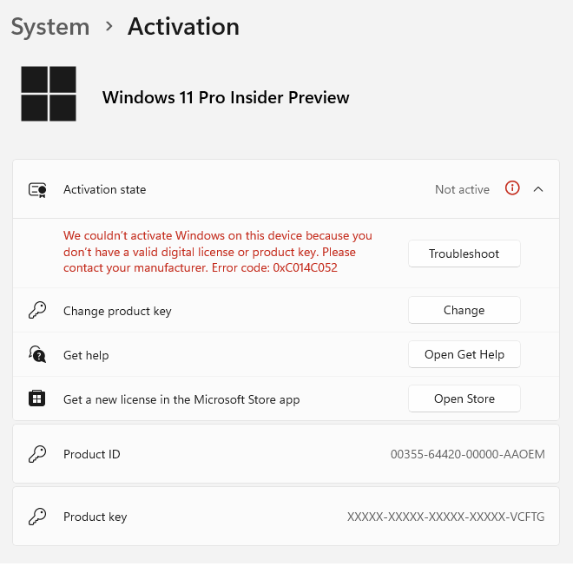 System > Activation
Windows 11 Pro Insider Preview
Activation state
Not active
We couldn't activate Windows on this device because you
don't have a valid digital license or product key. Please
contact your manufacturer. Error code: 0xC014C052
Troubleshoot
Change product key
Change
Get help
Open Get Help
Get a new license in the Microsoft Store app
Open Store
Product ID
00355-64420-00000-AAOEM
Product key
XXXXX-XXXXX-XXXXX-XXXXX-VCFTG